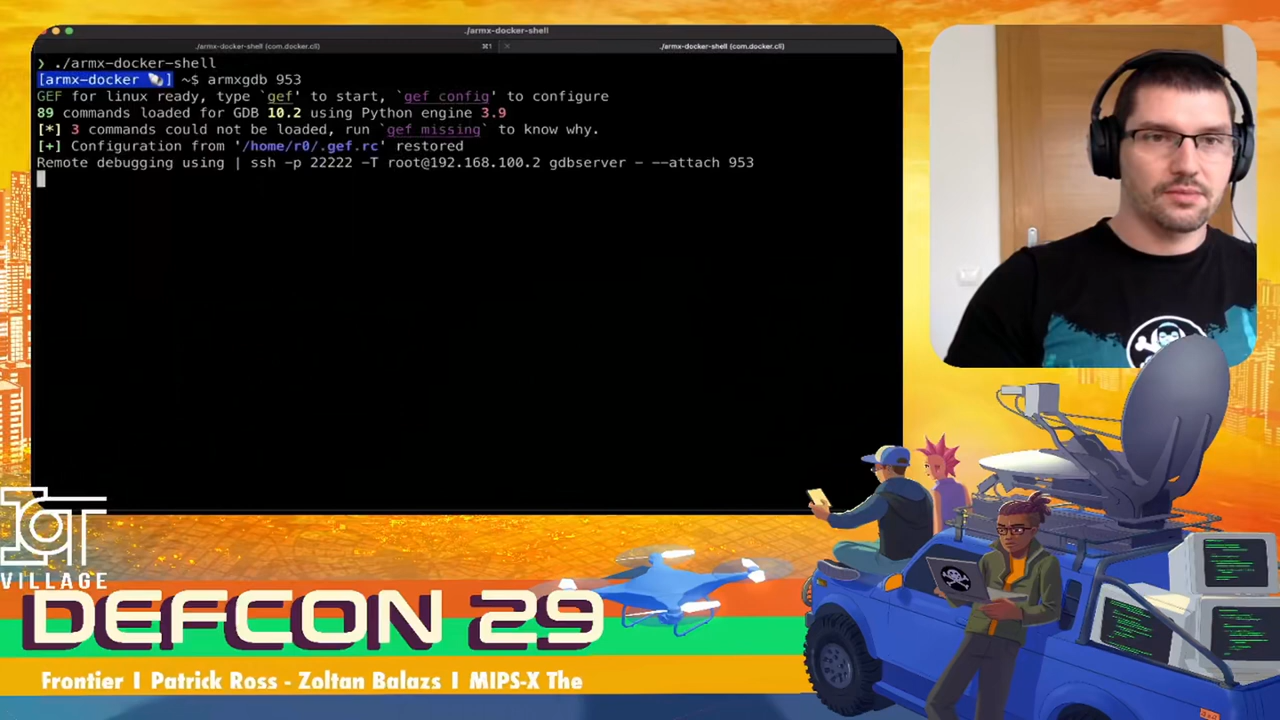 ./armx-docker-shell
./armx-docker-shell (com.docker.cli)
⌘1
./armx-docker-shell (com.docker.cli)
❯ ./armx-docker-shell
[armx-docker ] ~$ armxgdb 953
GEF for linux ready, type `gef' to start, `gef config' to configure
89 commands loaded for GDB 10.2 using Python engine 3.9
[*] 3 commands could not be loaded, run `gef missing` to know why.
[+] Configuration from '/home/r0/.gef.rc' restored
Remote debugging using | ssh -p 22222 -T root@192.168.100.2 gdbserver - --attach 953
IOT
VILLAGE
DEFCON 29
Frontier I Patrick Ross - Zoltan Balazs I MIPS-X The